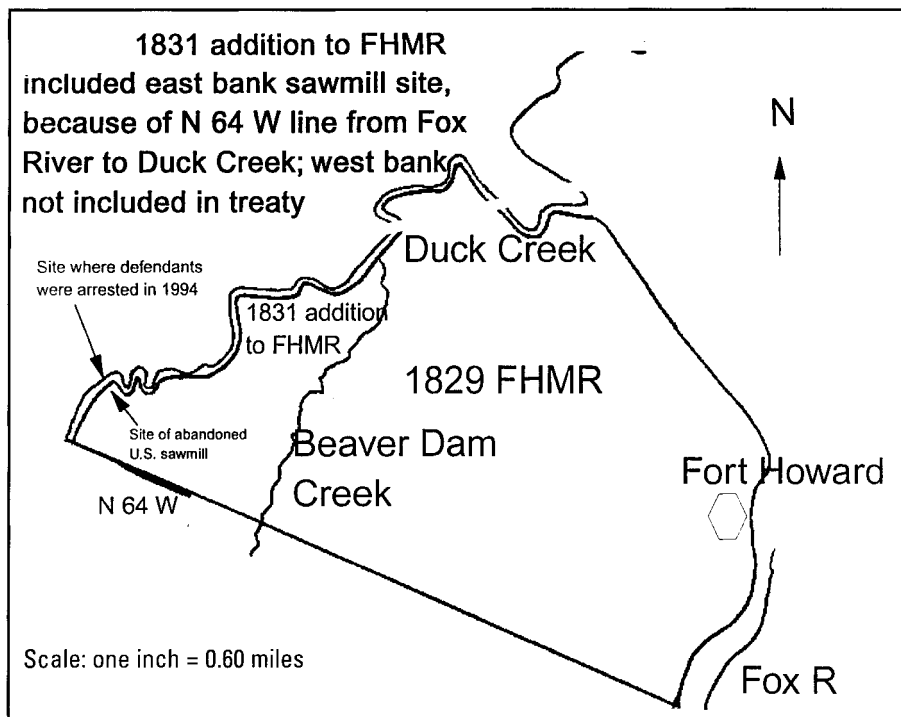 1831 addition to FHMR
included east bank sawmill site,
because of N 64 W line from Fox
River to Duck Creek; west bank
not included in treaty
N
Duck Creek
Site where defendants
were arrested in 1994
1831 addition
to FHMR
1829 FHMR
Site of abandoned
U.S. sawmill
Beaver Dam
Creek
Fort Howard
N 64 W
Scale: one inch = 0.60 miles
Fox R